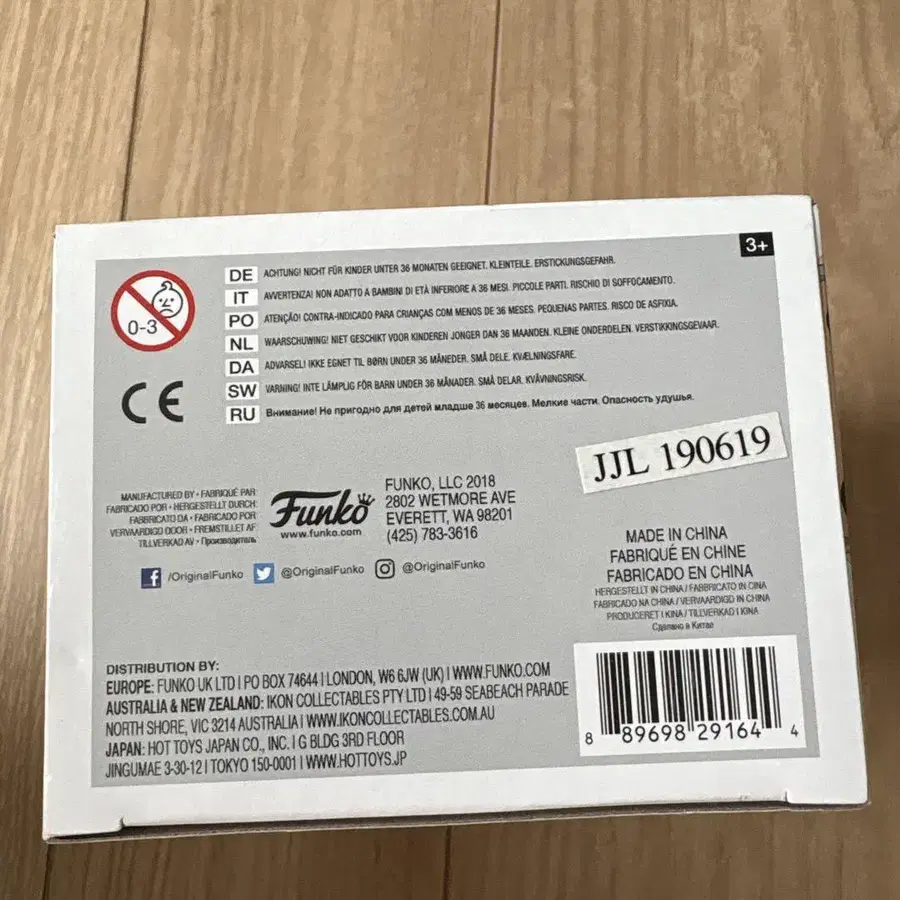 3+
0-3
DE ACHTUNG! NICHT FÜR KINDER UNTER 36 MONATEN GEEIGNET. KLEINTEILE. ERSTICKUNGSGEFAHR.
IT AVVERTENZA! NON ADATTO A BAMBINI DI ETÀ INFERIORE A 36 MESI. PICCOLE PARTI. RISCHIO DI SOFFOCAMENTO.
PO ATENÇÃO! CONTRA-INDICADO PARA CRIANÇAS COM MENOS DE 36 MESES. PEQUENAS PARTES. RISCO DE ASFIXIA.
NL WAARSCHUWING! NIET GESCHIKT VOOR KINDEREN JONGER DAN 36 MAANDEN. KLEINE ONDERDELEN. VERSTIKKINGSGEVAAR.
DA ADVARSEL! IKKE EGNET TIL BØRN UNDER 36 MÅNEDER. SMÅ DELE. KVÆLNINGSFARE.
SW VARNING! INTE LÄMPLIG FÖR BARN UNDER 36 MÅNADER. SMÅ DELAR. KVÄVNINGSRISK.
RU Внимание! Не пригодно для детей младше 36 месяцев. Мелкие части. Опасность удушья.
CE
JJL 190619
MANUFACTURED BY • FABRIQUÉ PAR
FABRICADO POR • HERGESTELLT DURCH
FABBRICATO DA • FABRICADO POR
VERVAARDIGD DOOR • FREMSTILLET AF
TILLVERKAD AV • Производитель
Funko
www.funko.com
FUNKO, LLC 2018
2802 WETMORE AVE
EVERETT, WA 98201
(425) 783-3616
/OriginalFunko @OriginalFunko @OriginalFunko
MADE IN CHINA
FABRIQUÉ EN CHINE
FABRICADO EN CHINA
HERGESTELLT IN CHINA / FABBRICATO IN CINA
FABRICADO NA CHINA / VERVAARDIGD IN CHINA
PRODUCERET I KINA / TILLVERKAD I KINA
Сделано в Китае
DISTRIBUTION BY:
EUROPE: FUNKO UK LTD | PO BOX 74644 | LONDON, W6 6JW (UK) | WWW.FUNKO.COM
AUSTRALIA & NEW ZEALAND: IKON COLLECTABLES PTY LTD | 49-59 SEABEACH PARADE
NORTH SHORE, VIC 3214 AUSTRALIA | WWW.IKONCOLLECTABLES.COM.AU
JAPAN: HOT TOYS JAPAN CO., INC. | G BLDG 3RD FLOOR
JINGUMAE 3-30-12 | TOKYO 150-0001 | WWW.HOTTOYS.JP
8 89698 29164 4